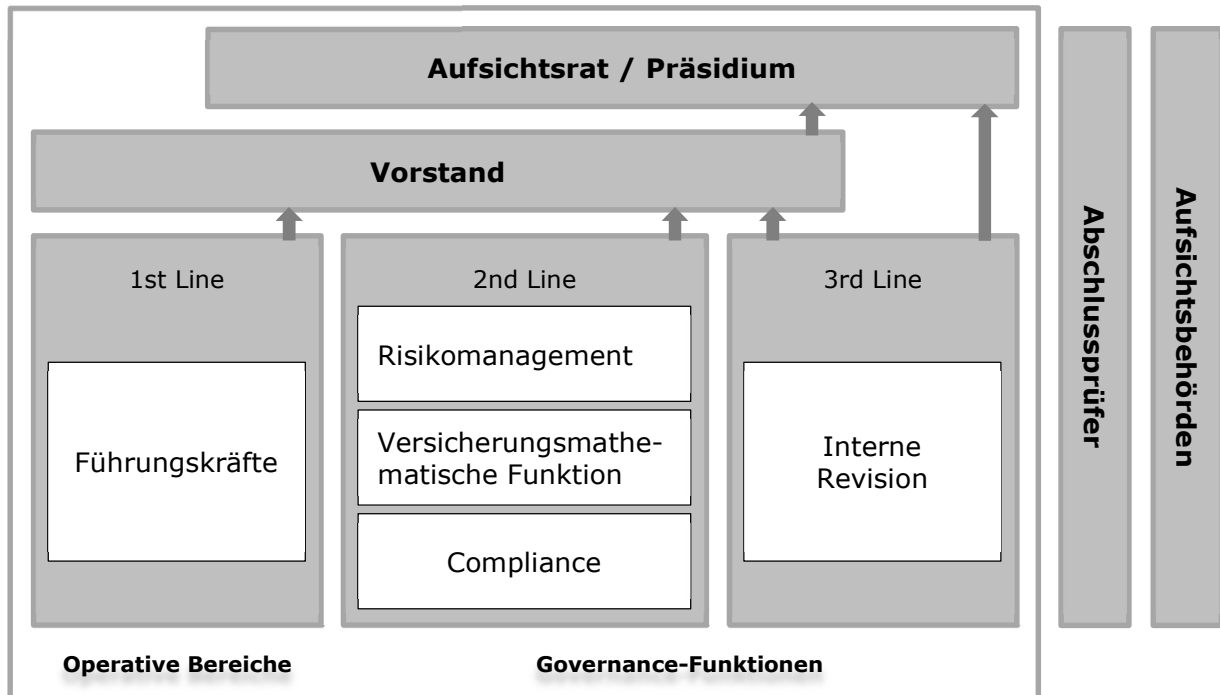 Aufsichtsrat / Präsidium
Vorstand
1st Line
Führungskräfte
2nd Line
Risikomanagement
Versicherungsmathe-
matische Funktion
Compliance
3rd Line
Interne
Revision
Operative Bereiche
Governance-Funktionen
Abschlussprüfer
Aufsichtsbehörden